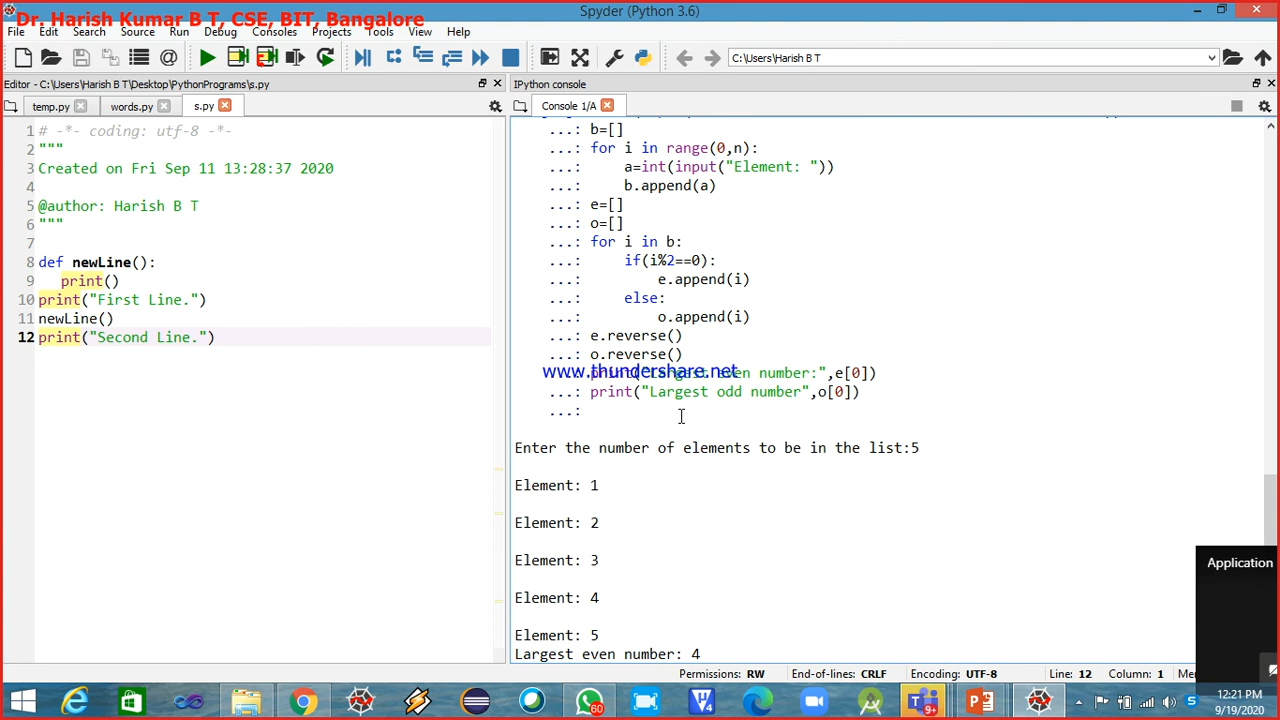 Dr. Harish Kumar B T, CSE, BIT, Bangalore
Spyder (Python 3.6)
File Edit Search Source Run Debug Consoles Projects Tools View Help
C:\Users\Harish B T
Editor - C:\Users\Harish B T\Desktop\PythonPrograms\s.py
temp.py words.py s.py
1 # -*- coding: utf-8 -*-
2 """
3 Created on Fri Sep 11 13:28:37 2020
4
5 @author: Harish B T
6 """
7
8 def newLine():
9 print()
10 print("First Line.")
11 newLine()
12 print("Second Line.")
IPython console
Console 1/A
...: b=[]
...: for i in range(0,n):
...: a=int(input("Element: "))
...: b.append(a)
...: e=[]
...: o=[]
...: for i in b:
...: if(i%2==0):
...: e.append(i)
...: else:
...: o.append(i)
...: e.reverse()
...: o.reverse()
...: print("Largest even number:",e[0])
www.thundershare.net
...: print("Largest odd number",o[0])
...:
Enter the number of elements to be in the list:5
Element: 1
Element: 2
Element: 3
Element: 4
Element: 5
Largest even number: 4
Application
Permissions: RW End-of-lines: CRLF Encoding: UTF-8 Line: 12 Column: 1
60
9+
12:21 PM
9/19/2020